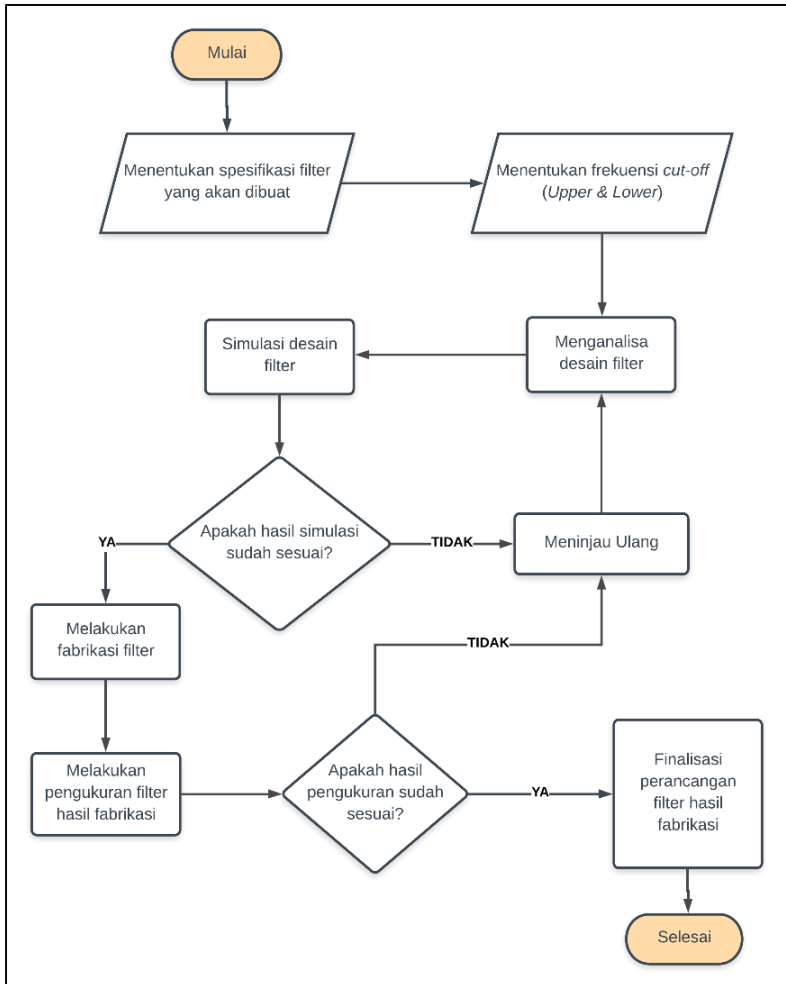 Mulai
Menentukan spesifikasi filter
yang akan dibuat
Menentukan frekuensi cut-off
(Upper & Lower)
Menganalisa
desain filter
Simulasi desain
filter
Apakah hasil simulasi
sudah sesuai?
YA
TIDAK
Meninjau Ulang
Melakukan
fabrikasi filter
Melakukan
pengukuran filter
hasil fabrikasi
Apakah hasil
pengukuran sudah
sesuai?
TIDAK
YA
Finalisasi
perancangan
filter hasil
fabrikasi
Selesai